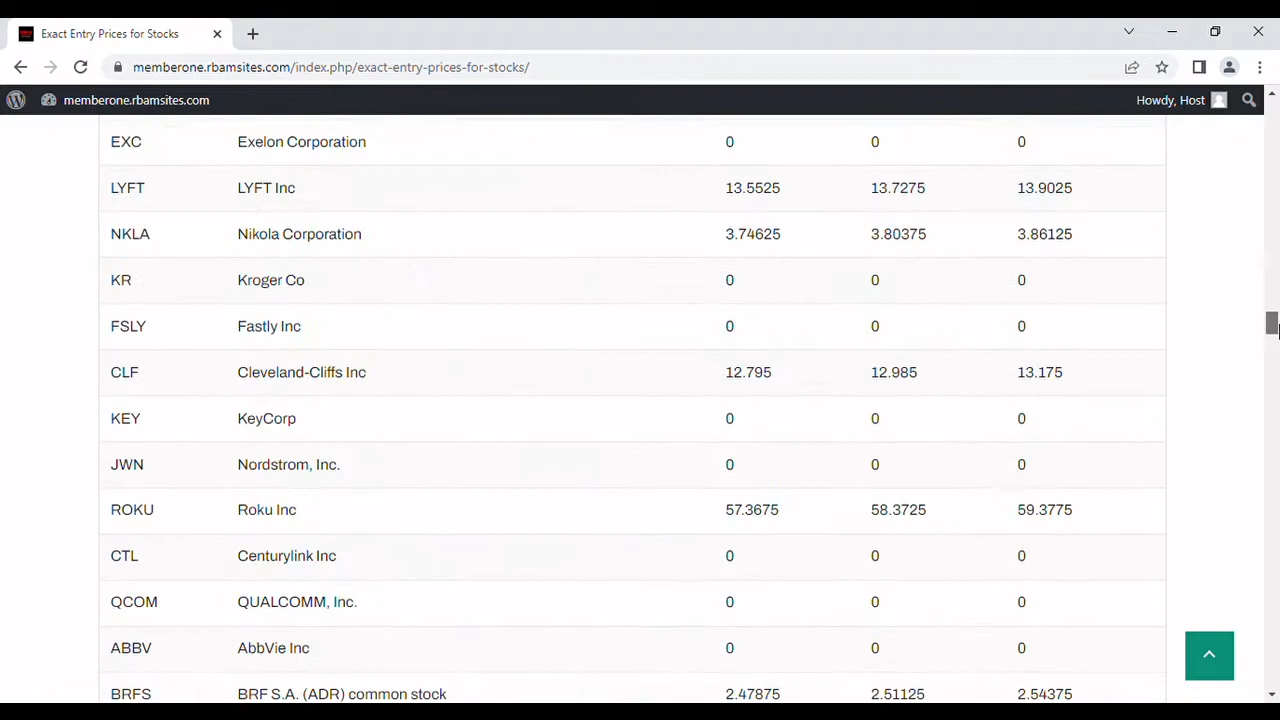 Exact Entry Prices for Stocks
memberone.rbamsites.com/index.php/exact-entry-prices-for-stocks/
memberone.rbamsites.com Howdy, Host
EXC Exelon Corporation 0 0 0
LYFT LYFT Inc 13.5525 13.7275 13.9025
NKLA Nikola Corporation 3.74625 3.80375 3.86125
KR Kroger Co 0 0 0
FSLY Fastly Inc 0 0 0
CLF Cleveland-Cliffs Inc 12.795 12.985 13.175
KEY KeyCorp 0 0 0
JWN Nordstrom, Inc. 0 0 0
ROKU Roku Inc 57.3675 58.3725 59.3775
CTL Centurylink Inc 0 0 0
QCOM QUALCOMM, Inc. 0 0 0
ABBV AbbVie Inc 0 0 0
BRFS BRF S.A. (ADR) common stock 2.47875 2.51125 2.54375